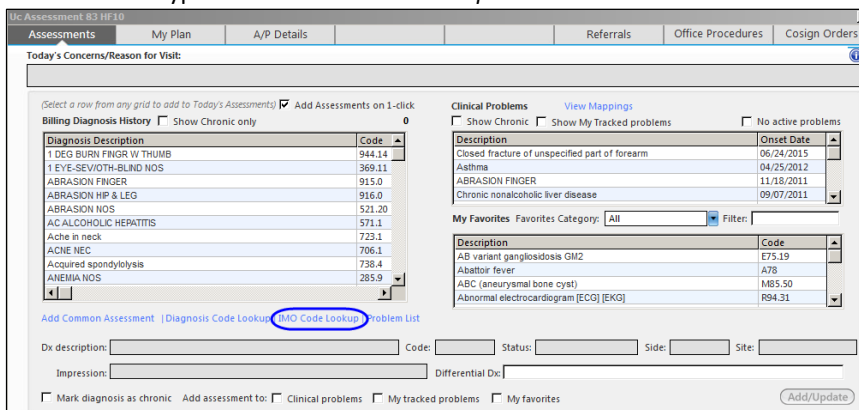 Uc Assessment 83 HF10
Assessments My Plan A/P Details Referrals Office Procedures Cosign Orders
Today's Concerns/Reason for Visit:
(Select a row from any grid to add to Today's Assessments) Add Assessments on 1-click
Billing Diagnosis History Show Chronic only 0
Diagnosis Description Code
1 DEG BURN FINGR W THUMB 944.14
1 EYE-SEV/OTH-BLIND NOS 369.11
ABRASION FINGER 915.0
ABRASION HIP & LEG 916.0
ABRASION NOS 521.20
AC ALCOHOLIC HEPATITIS 571.1
Ache in neck 723.1
ACNE NEC 706.1
Acquired spondylolysis 738.4
ANEMIA NOS 285.9
Clinical Problems View Mappings
Show Chronic Show My Tracked problems No active problems
Description Onset Date
Closed fracture of unspecified part of forearm 06/24/2015
Asthma 04/25/2012
ABRASION FINGER 11/18/2011
Chronic nonalcoholic liver disease 09/07/2011
My Favorites Favorites Category: All Filter:
Description Code
AB variant gangliosidosis GM2 E75.19
Abattoir fever A78
ABC (aneurysmal bone cyst) M85.50
Abnormal electrocardiogram [ECG] [EKG] R94.31
Add Common Assessment | Diagnosis Code Lookup | IMO Code Lookup | Problem List
Dx description: Code: Status: Side: Site:
Impression: Differential Dx:
Mark diagnosis as chronic Add assessment to: Clinical problems My tracked problems My favorites Add/Update